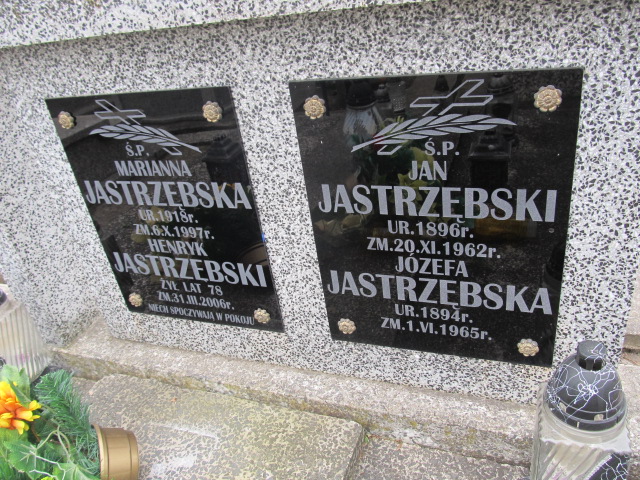 Ś.P.
MARIANNA
JASTRZĘBSKA
UR.1918r.
ZM.6.X.1997r.
HENRYK
JASTRZĘBSKI
ŻYŁ LAT 78
ZM.31.III.2006r.
NIECH SPOCZYWAJĄ W POKOJU
Ś.P.
JAN
JASTRZĘBSKI
UR.1896r.
ZM.20.XI.1962r.
JÓZEFA
JASTRZĘBSKA
UR.1894r.
ZM.1.VI.1965r.